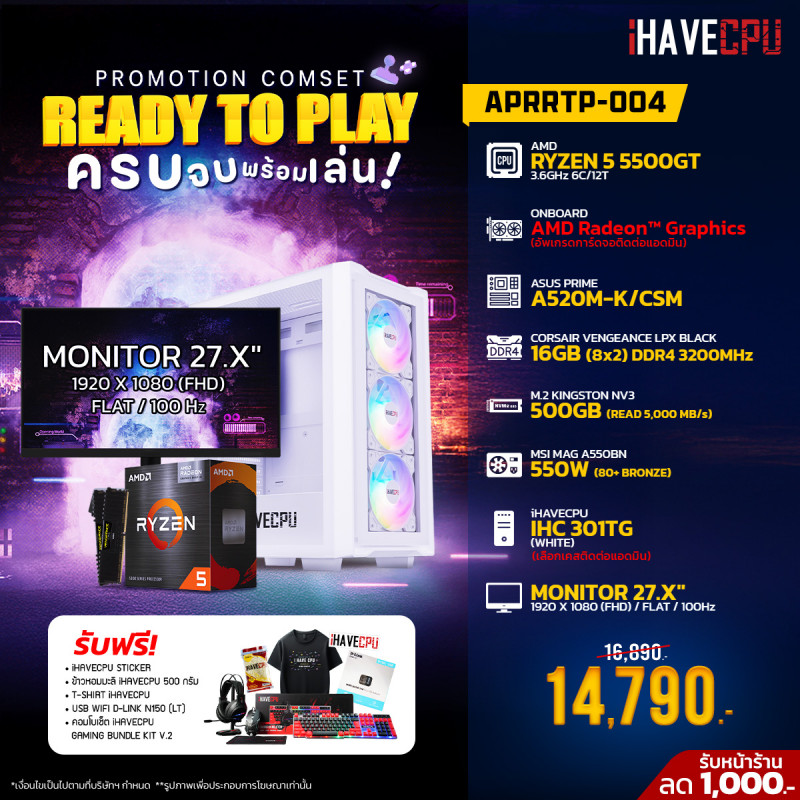 iHAVECPU
PROMOTION COMSET
READY TO PLAY
ครบจบพร้อมเล่น!
APRRTP-004
CPU
AMD
RYZEN 5 5500GT
3.6GHz 6C/12T
ONBOARD
AMD Radeon™ Graphics
(อัพเกรดการ์ดจอติดต่อแอดมิน)
ASUS PRIME
A520M-K/CSM
DDR4
CORSAIR VENGEANCE LPX BLACK
16GB (8x2) DDR4 3200MHz
M.2 KINGSTON NV3
500GB (READ 5,000 MB/s)
MSI MAG A550BN
550W (80+ BRONZE)
iHAVECPU
IHC 301TG
(WHITE)
(เลือกเคสติดต่อแอดมิน)
MONITOR 27.X"
1920 X 1080 (FHD) / FLAT / 100Hz
16,890.-
14,790.-
รับหน้าร้าน
ลด 1,000.-
MONITOR 27.X"
1920 X 1080 (FHD)
FLAT / 100 Hz
AMD
RYZEN
5
VECPU
รับฟรี!
• iHAVECPU STICKER
• ข้าวหอมมะลิ iHAVECPU 500 กรัม
• T-SHIRT iHAVECPU
• USB WIFI D-LINK N150 (LT)
• คอมโบเซ็ต iHAVECPU
GAMING BUNDLE KIT V.2
iHAVECPU
*เงื่อนไขเป็นไปตามที่บริษัทฯ กำหนด **รูปภาพเพื่อประกอบการโฆษณาเท่านั้น